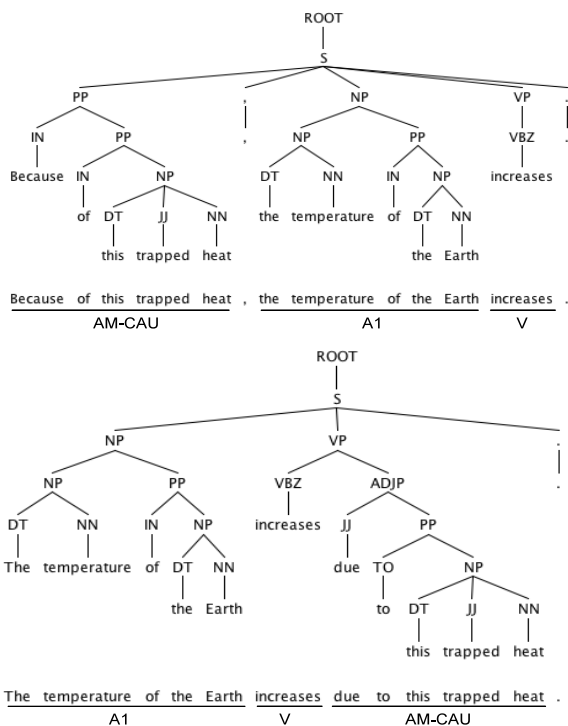 ROOT
S
PP , NP VP .
IN PP , NP PP VBZ .
Because IN NP DT NN IN NP increases
of DT JJ NN the temperature of DT NN
this trapped heat the Earth
Because of this trapped heat , the temperature of the Earth increases .
AM-CAU A1 V
ROOT
S
NP VP .
NP PP VBZ ADJP .
DT NN IN NP increases JJ PP
The temperature of DT NN due TO NP
the Earth to DT JJ NN
this trapped heat
The temperature of the Earth increases due to this trapped heat .
A1 V AM-CAU